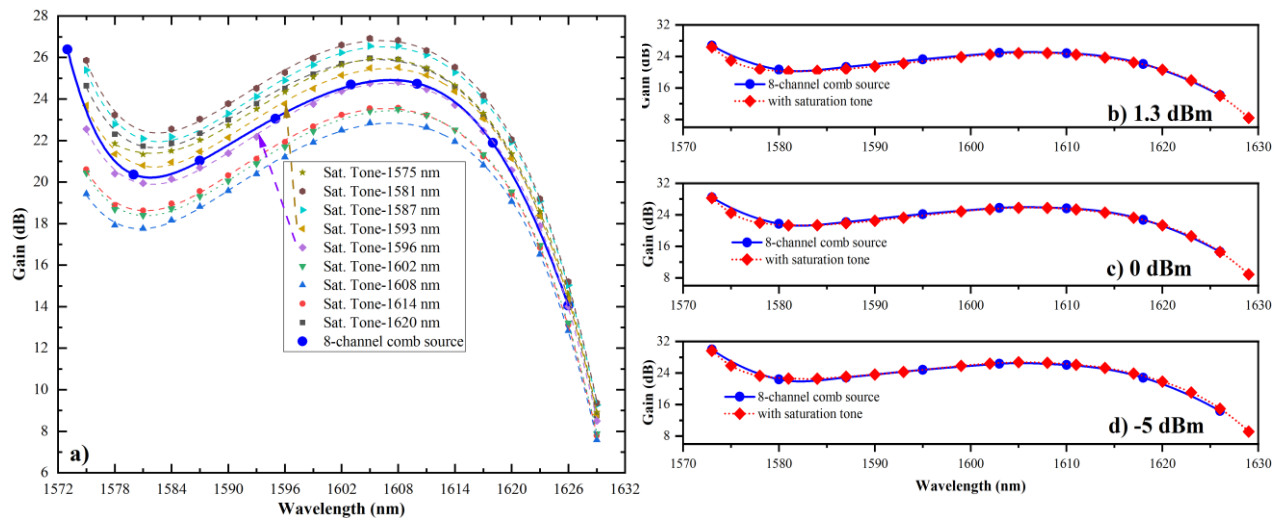 28
26
24
22
20
18
16
14
12
10
8
6
Gain (dB)
Sat. Tone-1575 nm
Sat. Tone-1581 nm
Sat. Tone-1587 nm
Sat. Tone-1593 nm
Sat. Tone-1596 nm
Sat. Tone-1602 nm
Sat. Tone-1608 nm
Sat. Tone-1614 nm
Sat. Tone-1620 nm
8-channel comb source
a)
1572 1578 1584 1590 1596 1602 1608 1614 1620 1626 1632
Wavelength (nm)
32
24
16
8
Gain (dB)
8-channel comb source
with saturation tone
b) 1.3 dBm
1570 1580 1590 1600 1610 1620 1630
32
24
16
8
Gain (dB)
8-channel comb source
with saturation tone
c) 0 dBm
1570 1580 1590 1600 1610 1620 1630
32
24
16
8
Gain (dB)
8-channel comb source
with saturation tone
d) -5 dBm
1570 1580 1590 1600 1610 1620 1630
Wavelength (nm)